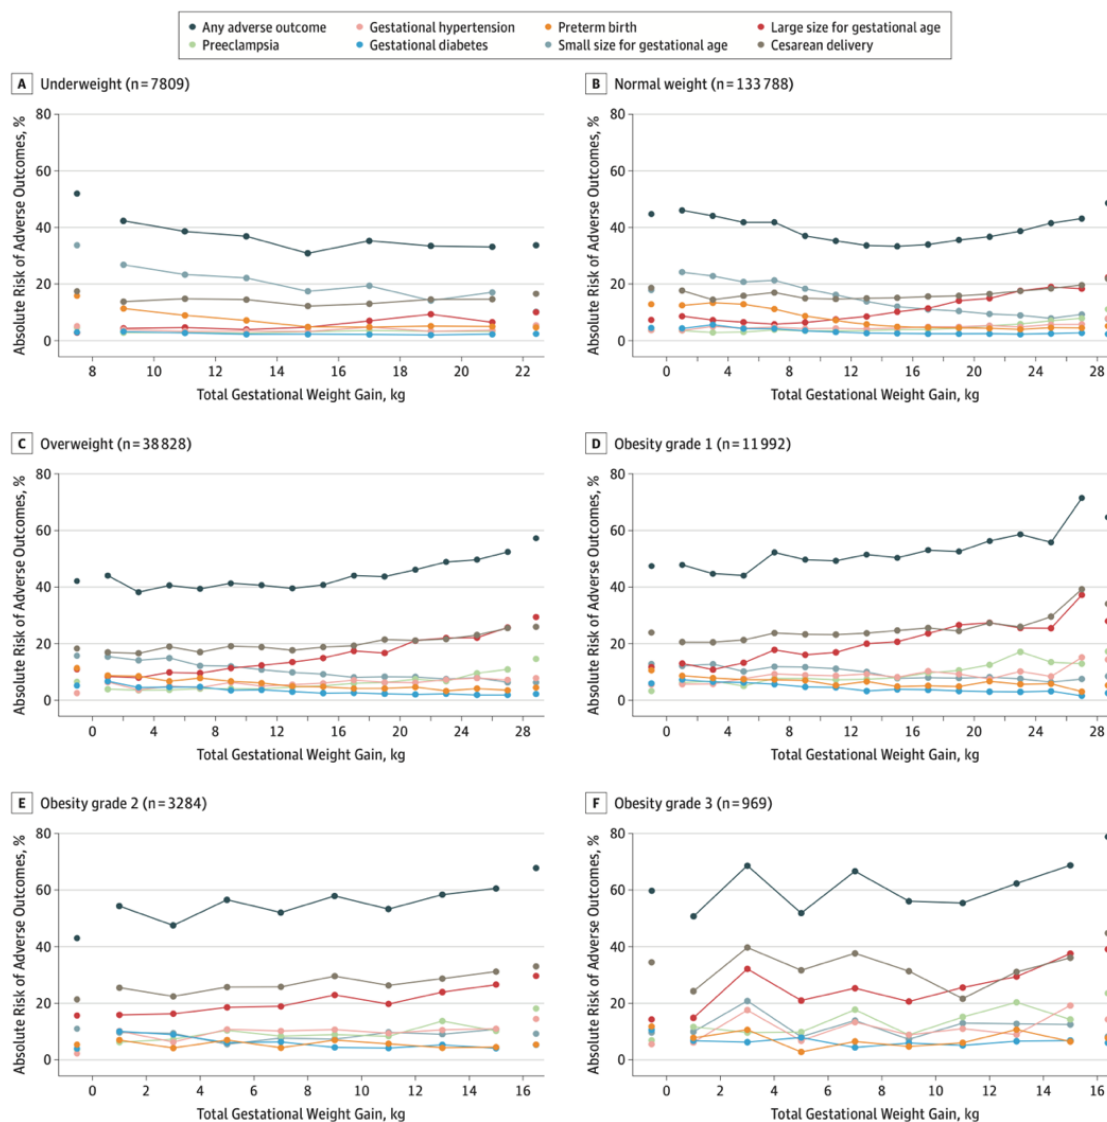 Any adverse outcome Gestational hypertension Preterm birth Large size for gestational age
Preeclampsia Gestational diabetes Small size for gestational age Cesarean delivery
A Underweight (n=7809)
Absolute Risk of Adverse Outcomes, %
80
60
40
20
0
8 10 12 14 16 18 20 22
Total Gestational Weight Gain, kg
B Normal weight (n=133 788)
Absolute Risk of Adverse Outcomes, %
80
60
40
20
0
0 4 8 12 16 20 24 28
Total Gestational Weight Gain, kg
C Overweight (n=38 828)
Absolute Risk of Adverse Outcomes, %
80
60
40
20
0
0 4 8 12 16 20 24 28
Total Gestational Weight Gain, kg
D Obesity grade 1 (n=11 992)
Absolute Risk of Adverse Outcomes, %
80
60
40
20
0
0 4 8 12 16 20 24 28
Total Gestational Weight Gain, kg
E Obesity grade 2 (n=3284)
Absolute Risk of Adverse Outcomes, %
80
60
40
20
0
0 2 4 6 8 10 12 14 16
Total Gestational Weight Gain, kg
F Obesity grade 3 (n=969)
Absolute Risk of Adverse Outcomes, %
80
60
40
20
0
0 2 4 6 8 10 12 14 16
Total Gestational Weight Gain, kg